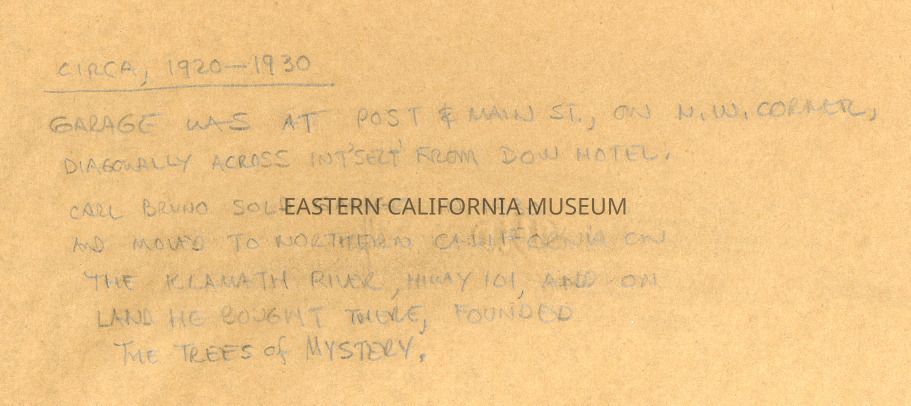 CIRCA, 1920—1930
GARAGE WAS AT POST & MAIN ST., ON N.W. CORNER,
DIAGONALLY ACROSS INT'SECT' FROM DOW HOTEL.
CARL BRUNO SOLD
EASTERN CALIFORNIA MUSEUM
AND MOVED TO NORTHERN CALIFORNIA ON
THE KLAMATH RIVER, HIWAY 101, AND ON
LAND HE BOUGHT THERE, FOUNDED
THE TREES of MYSTERY.